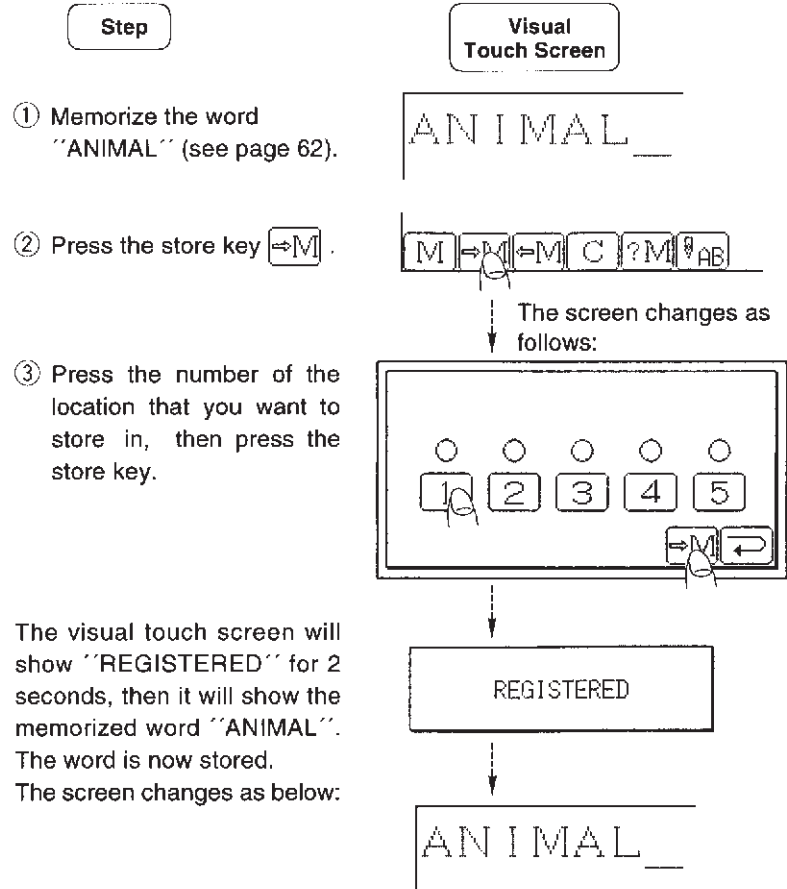 Step
Visual
Touch Screen
① Memorize the word
´´ANIMAL´´ (see page 62).
ANIMAL_
② Press the store key ⇒M .
M ⇒M ⇐M C ?M AB
The screen changes as
follows:
③ Press the number of the
location that you want to
store in, then press the
store key.
1 2 3 4 5
⇒M
The visual touch screen will
show ´´REGISTERED´´ for 2
seconds, then it will show the
memorized word ´´ANIMAL´´.
The word is now stored.
The screen changes as below:
REGISTERED
ANIMAL_